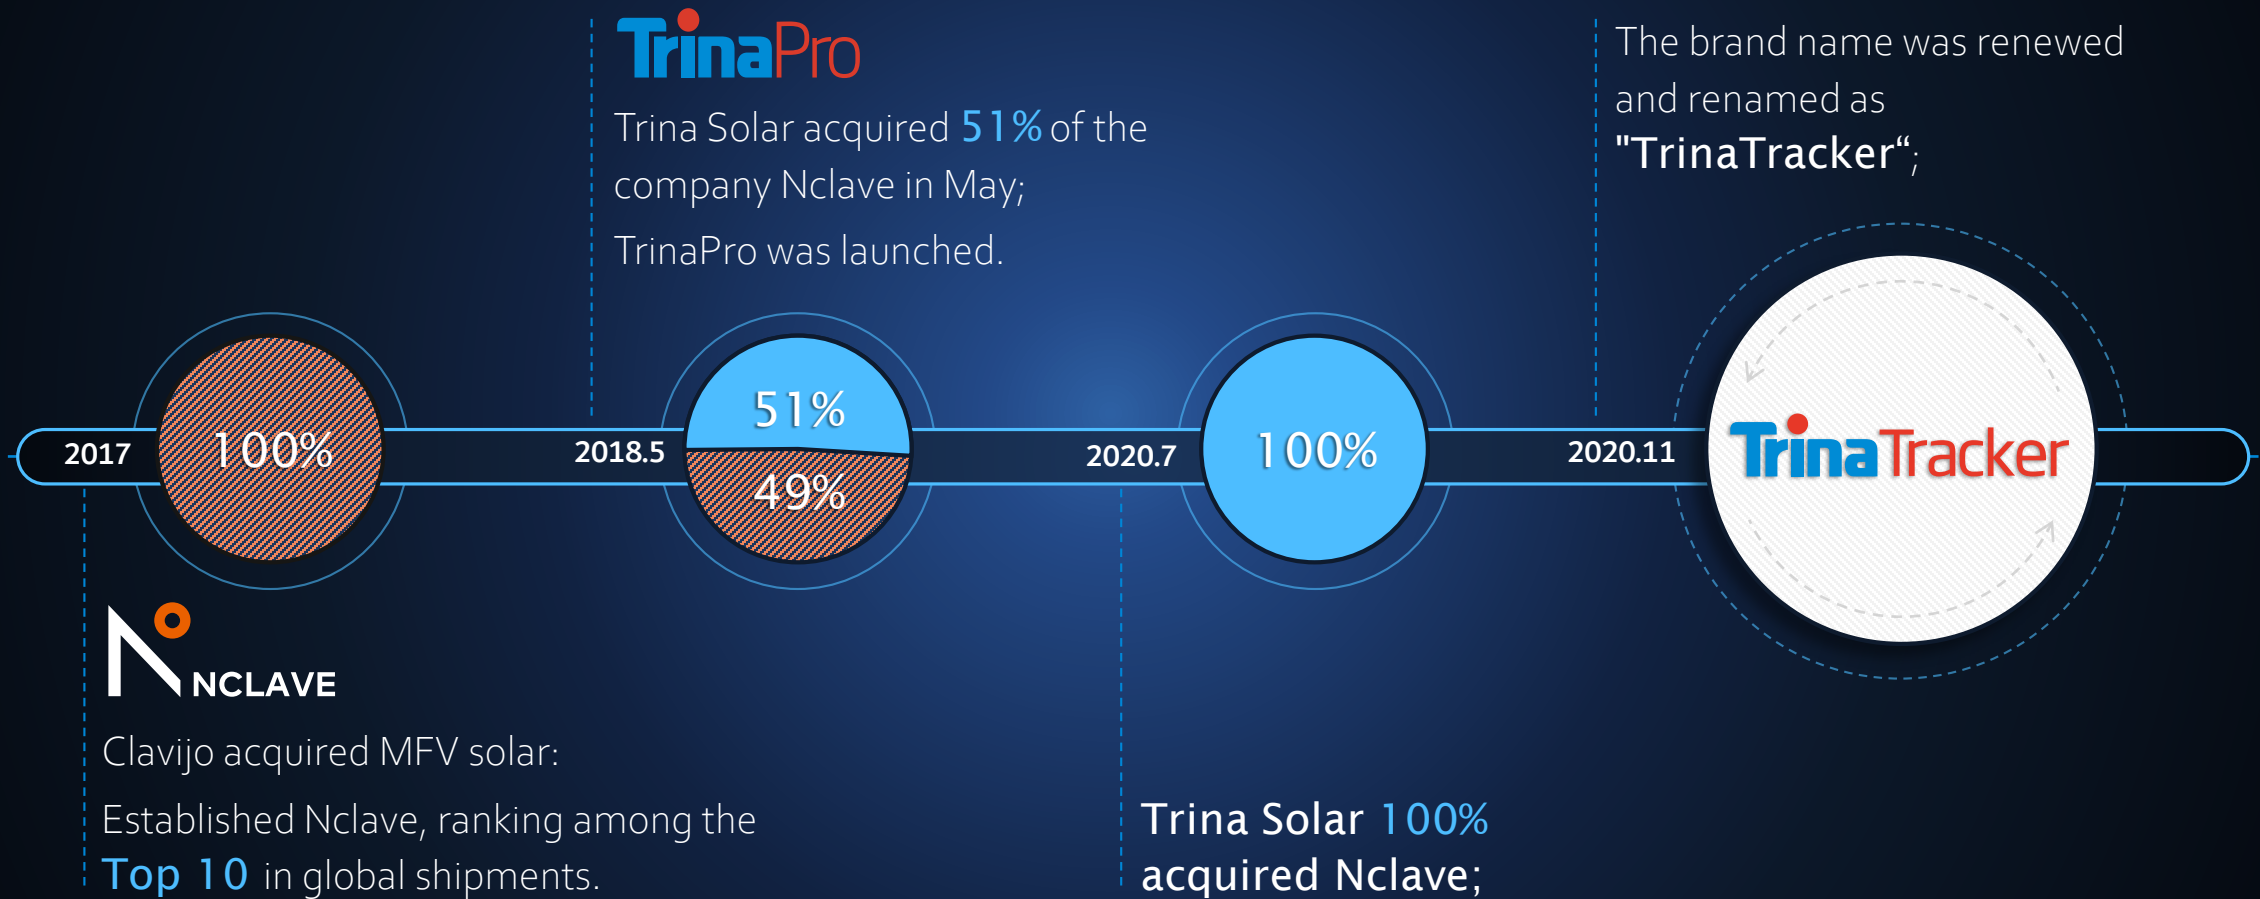 TrinaPro
Trina Solar acquired 51% of the
company Nclave in May;
TrinaPro was launched.
The brand name was renewed
and renamed as
"TrinaTracker“;
2017
100%
2018.5
51%
49%
2020.7
100%
2020.11
TrinaTracker
NCLAVE
Clavijo acquired MFV solar:
Established Nclave, ranking among the
Top 10 in global shipments.
Trina Solar 100%
acquired Nclave;